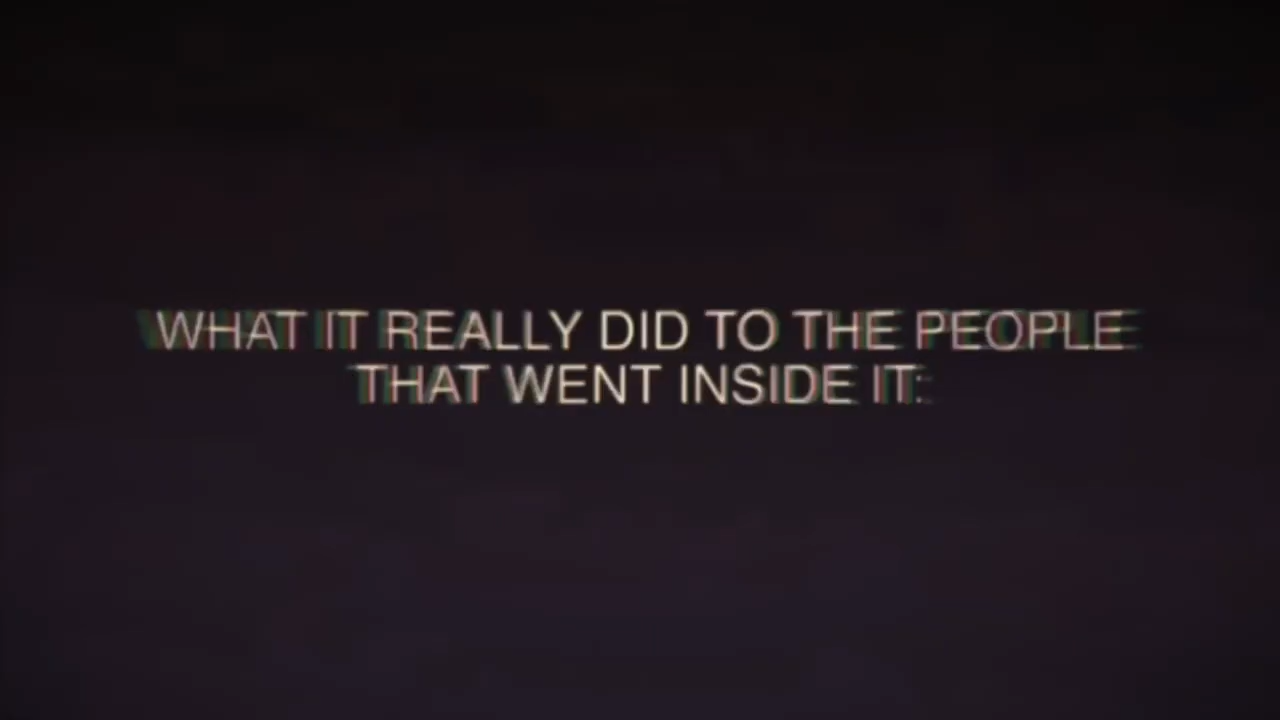 WHAT IT REALLY DID TO THE PEOPLE
THAT WENT INSIDE IT: